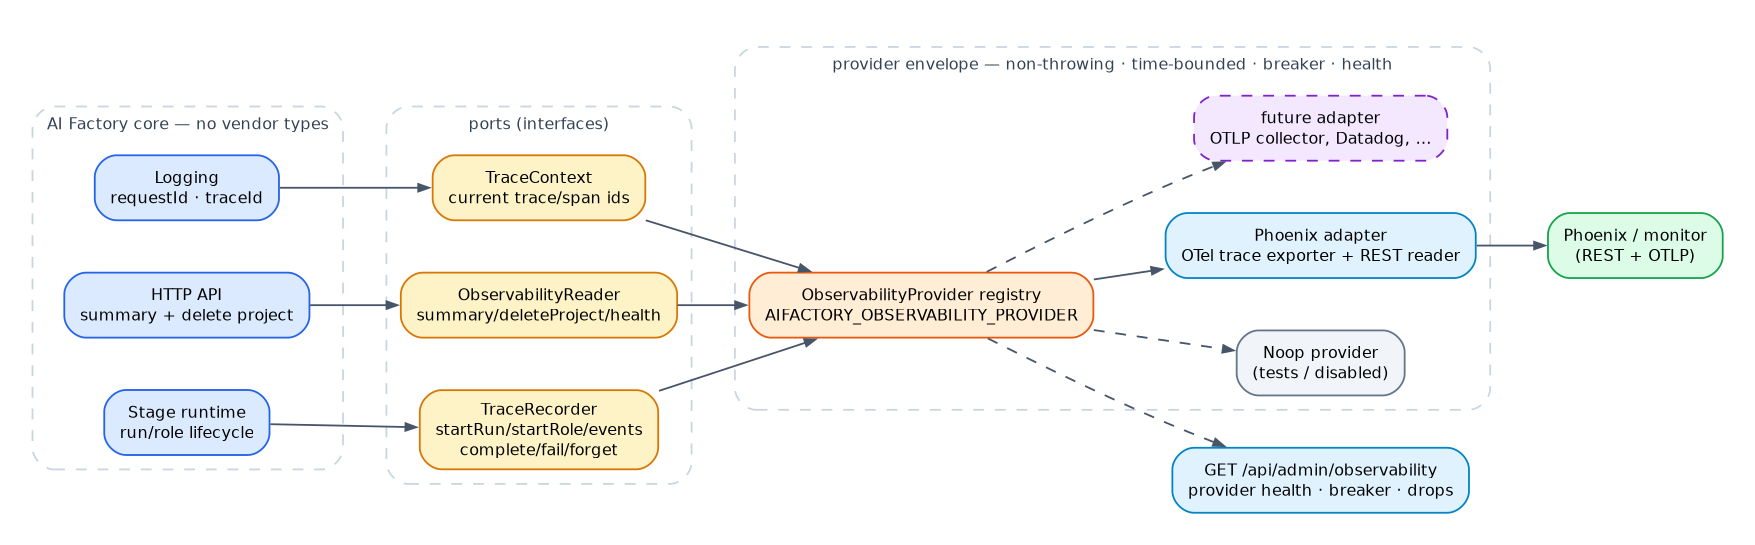 AI Factory core — no vendor types
Logging
requestId · traceId
HTTP API
summary + delete project
Stage runtime
run/role lifecycle
ports (interfaces)
TraceContext
current trace/span ids
ObservabilityReader
summary/deleteProject/health
TraceRecorder
startRun/startRole/events
complete/fail/forget
provider envelope — non-throwing · time-bounded · breaker · health
ObservabilityProvider registry
AIFACTORY_OBSERVABILITY_PROVIDER
future adapter
OTLP collector, Datadog, ...
Phoenix adapter
OTel trace exporter + REST reader
Noop provider
(tests / disabled)
GET /api/admin/observability
provider health · breaker · drops
Phoenix / monitor
(REST + OTLP)